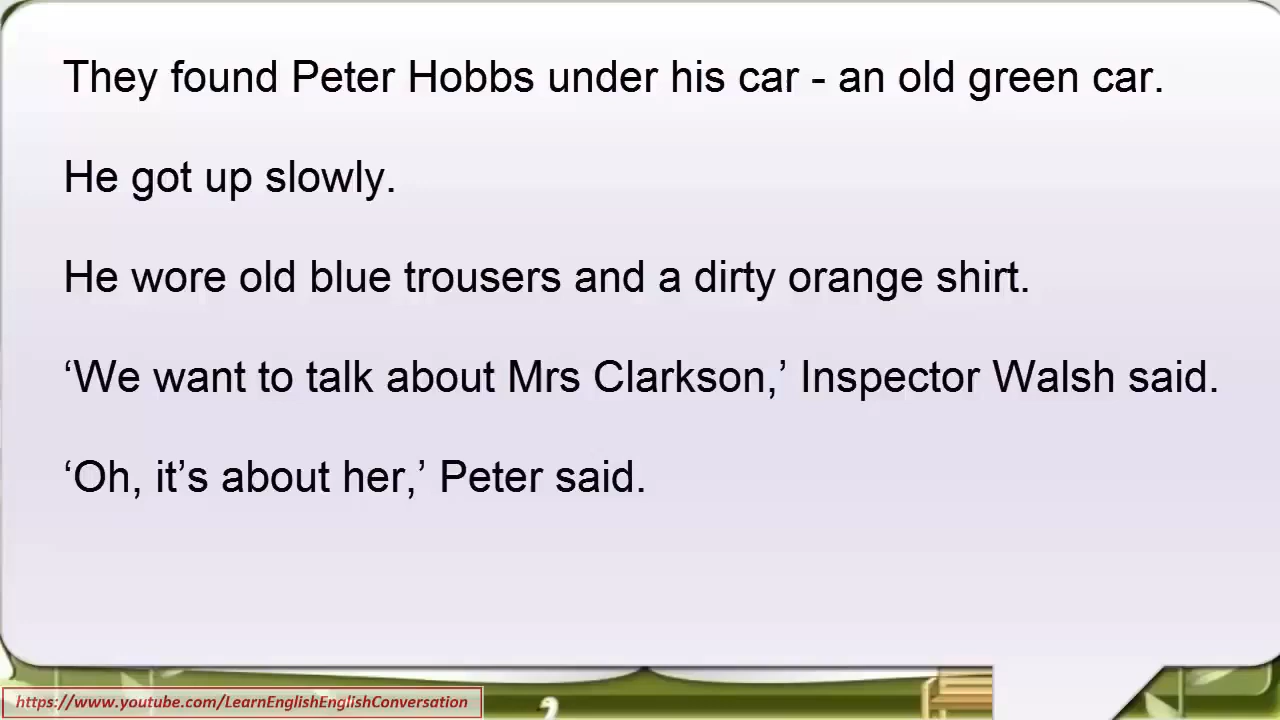 They found Peter Hobbs under his car - an old green car.
He got up slowly.
He wore old blue trousers and a dirty orange shirt.
‘We want to talk about Mrs Clarkson,’ Inspector Walsh said.
‘Oh, it’s about her,’ Peter said.
https://www.youtube.com/LearnEnglishEnglishConversation